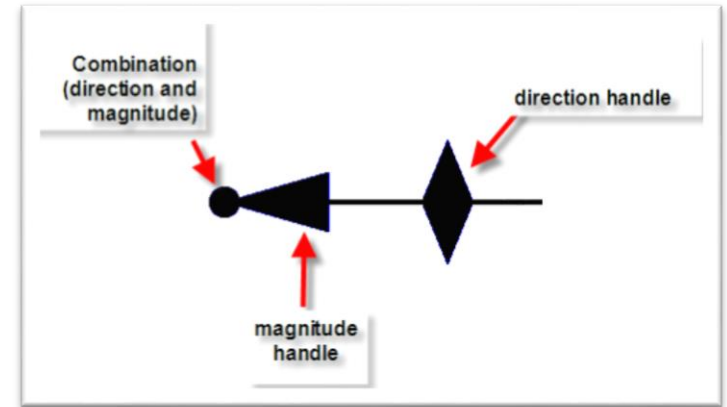 Combination
(direction and
magnitude)
direction handle
magnitude
handle